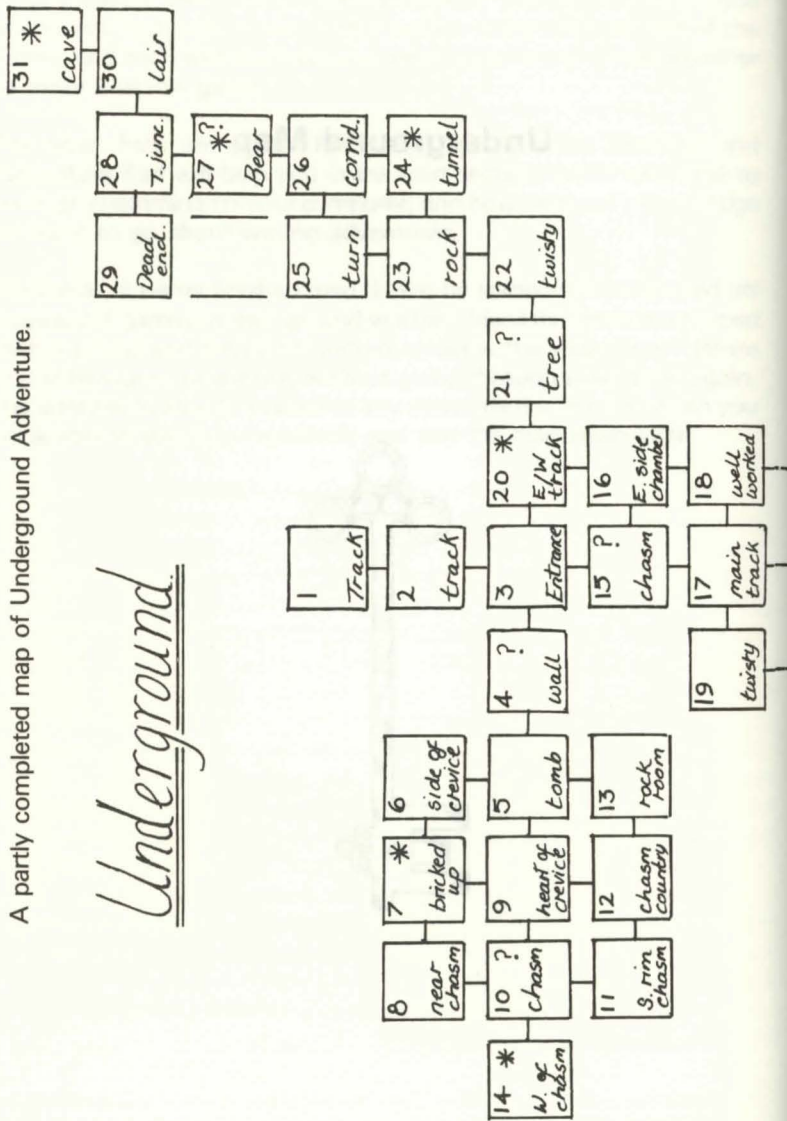 A partly completed map of Underground Adventure.
Underground.
31 *
cave
30
lair
28
T. junc.
29
Dead
end.
27 *?
Bear
26
corrid.
25
turn
24 *
tunnel
23
rock
22
twisty
21 ?
tree
20 *
E/W
track
1
Track
2
track
3
Entrance
4 ?
wall
15 ?
chasm
16
E. side
chamber
17
main
track
18
well
worked
19
twisty
6
side of
crevice
7 *
bricked
up
8
near
chasm
5
tomb
9
heart of
crevice
10 ?
chasm
14 *
W. of
chasm
13
rock
room
12
chasm
country
11
S. rim
chasm